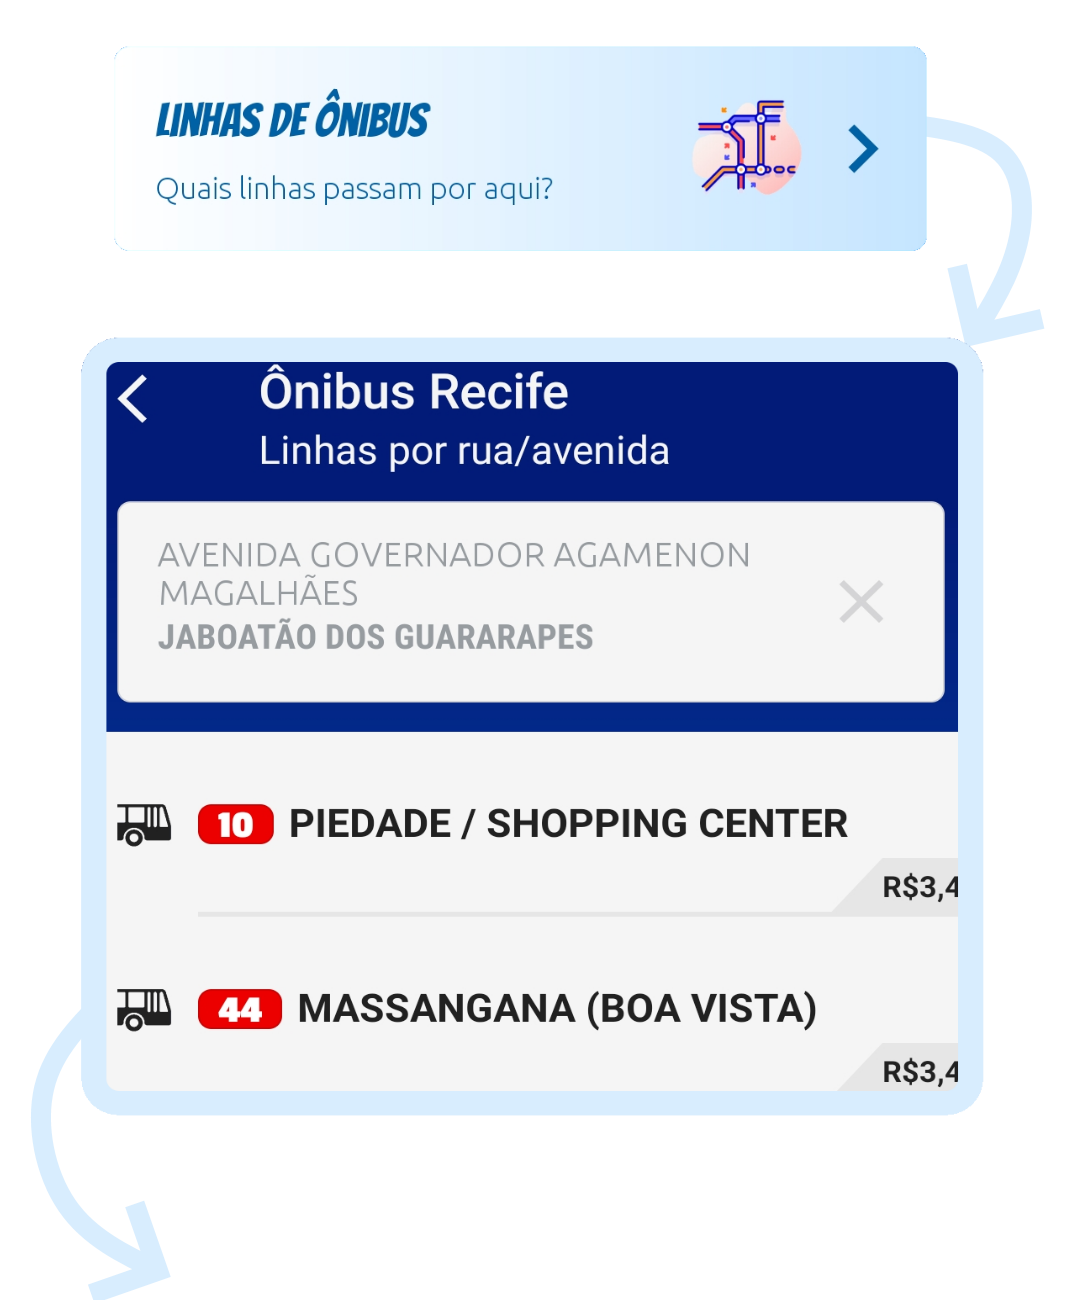 LINHAS DE ÔNIBUS
Quais linhas passam por aqui?
Ônibus Recife
Linhas por rua/avenida
AVENIDA GOVERNADOR AGAMENON
MAGALHÃES
JABOATÃO DOS GUARARAPES
10 PIEDADE / SHOPPING CENTER
R$3,4
44 MASSANGANA (BOA VISTA)
R$3,4